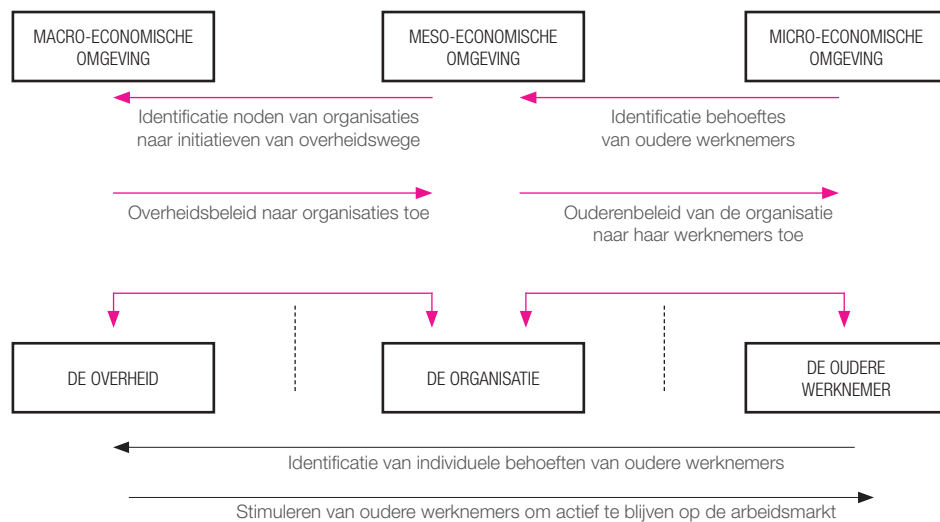 MACRO-ECONOMISCHE
OMGEVING
MESO-ECONOMISCHE
OMGEVING
MICRO-ECONOMISCHE
OMGEVING
Identificatie noden van organisaties
naar initiatieven van overheidswege
Identificatie behoeftes
van oudere werknemers
Overheidsbeleid naar organisaties toe
Ouderenbeleid van de organisatie
naar haar werknemers toe
DE OVERHEID
DE ORGANISATIE
DE OUDERE
WERKNEMER
Identificatie van individuele behoeften van oudere werknemers
Stimuleren van oudere werknemers om actief te blijven op de arbeidsmarkt